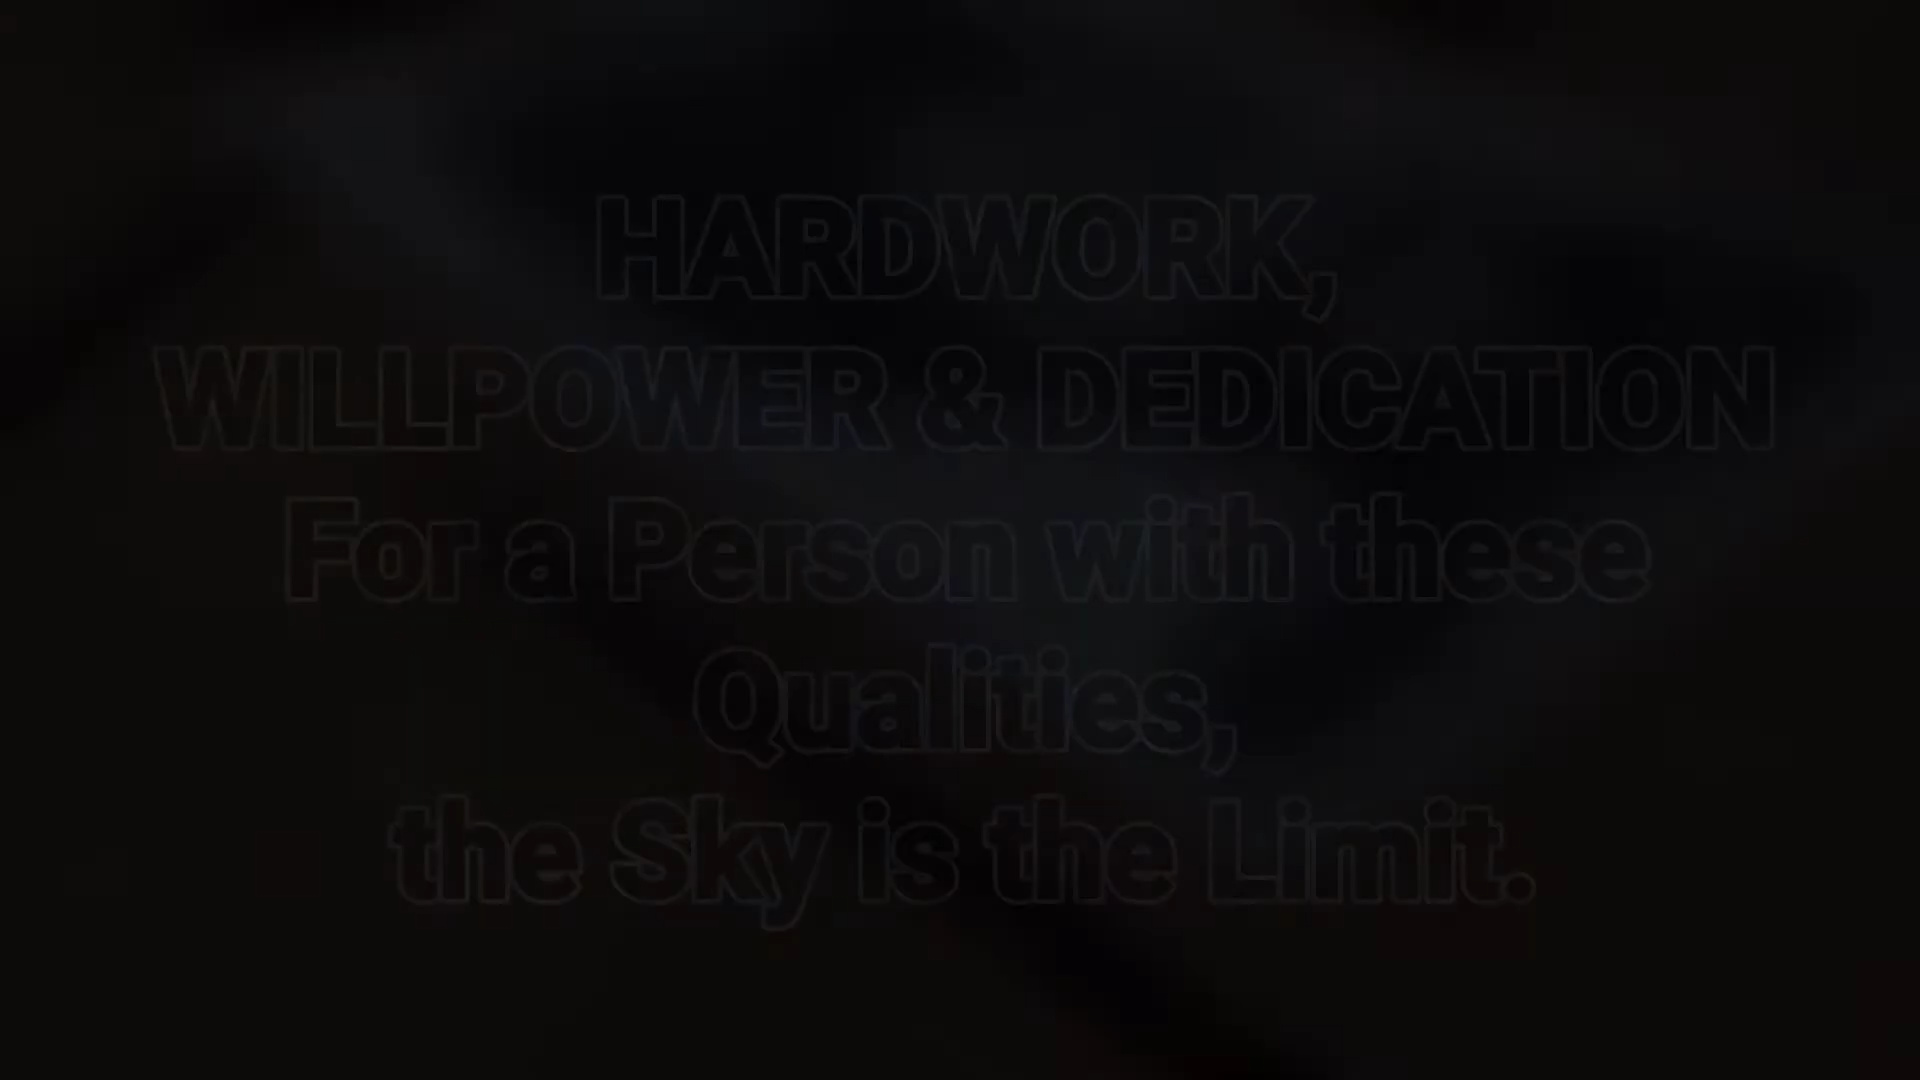 HARDWORK,
WILLPOWER & DEDICATION
For a Person with these
Qualities,
the Sky is the Limit.